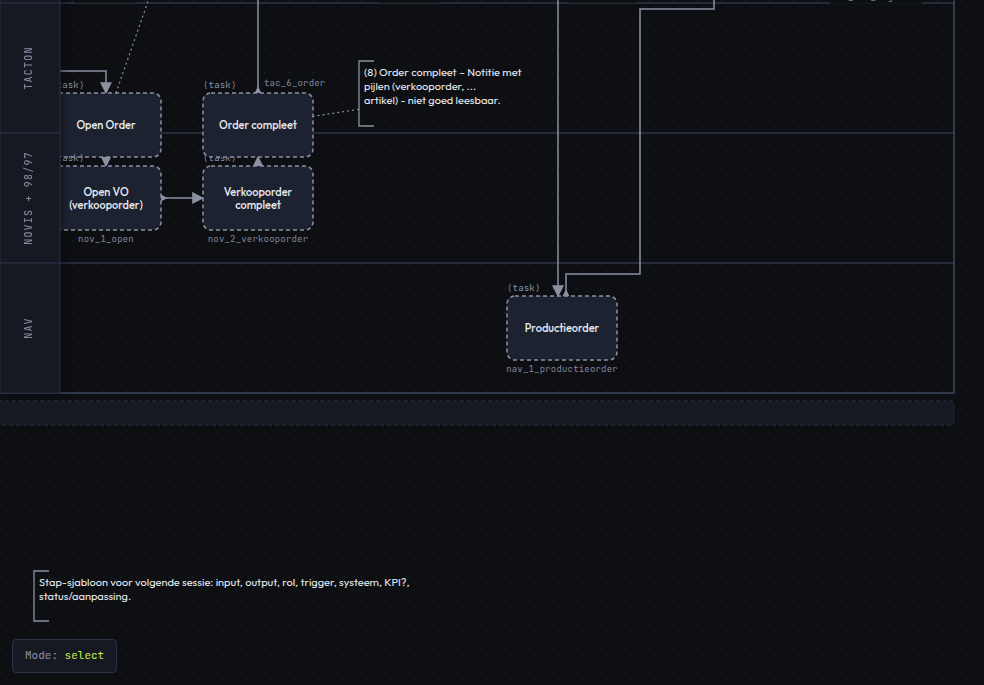 TACTON
(task)
tac_6_order
Open Order
Order compleet
(8) Order compleet – Notitie met
pijlen (verkooporder, ...
artikel) - niet goed leesbaar.
NOVIS + 98/97
(task)
Open VO
(verkooporder)
Verkooporder
compleet
nov_1_open
nov_2_verkooporder
NAV
(task)
Productieorder
nav_1_productieorder
Stap-sjabloon voor volgende sessie: input, output, rol, trigger, systeem, KPI?,
status/aanpassing.
Mode: select